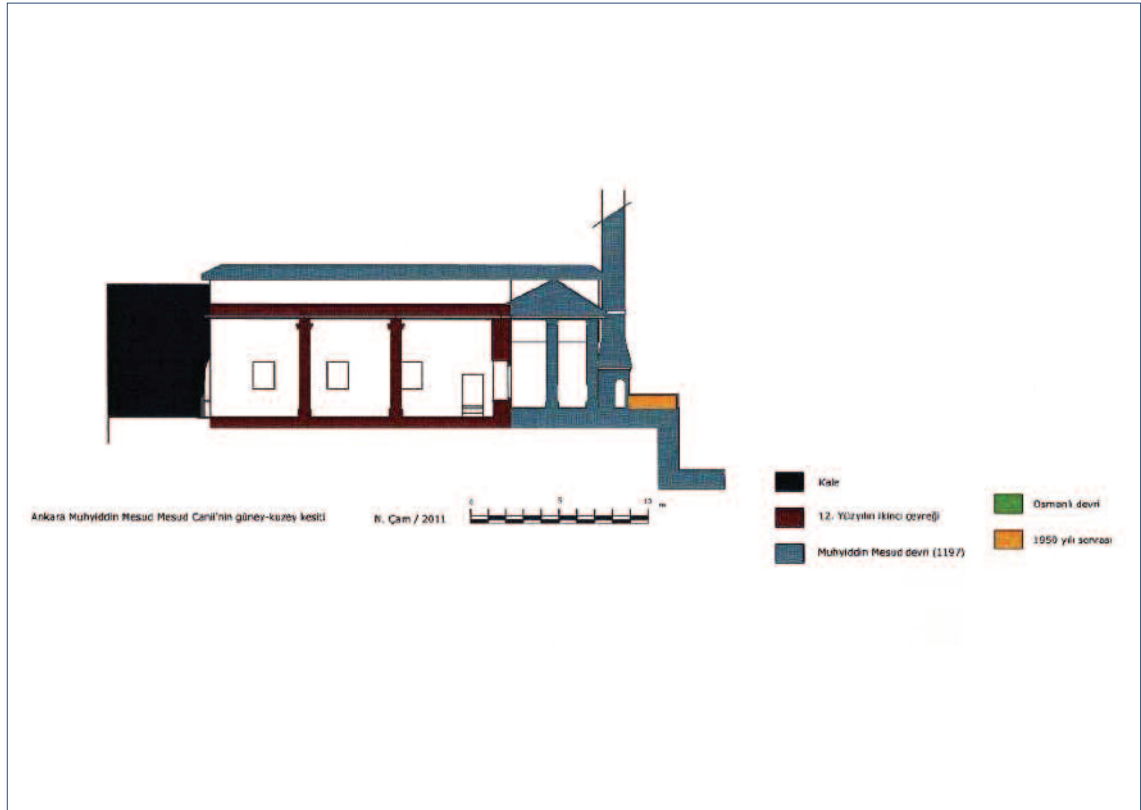 Ankara Muhyiddin Mesud Mesud Camii'nin güney-kuzey kesiti
N. Çam / 2011
0 5 10 m
Kale
12. Yüzyılın ikinci çeyreği
Muhyiddin Mesud devri (1197)
Osmanlı devri
1950 yılı sonrası